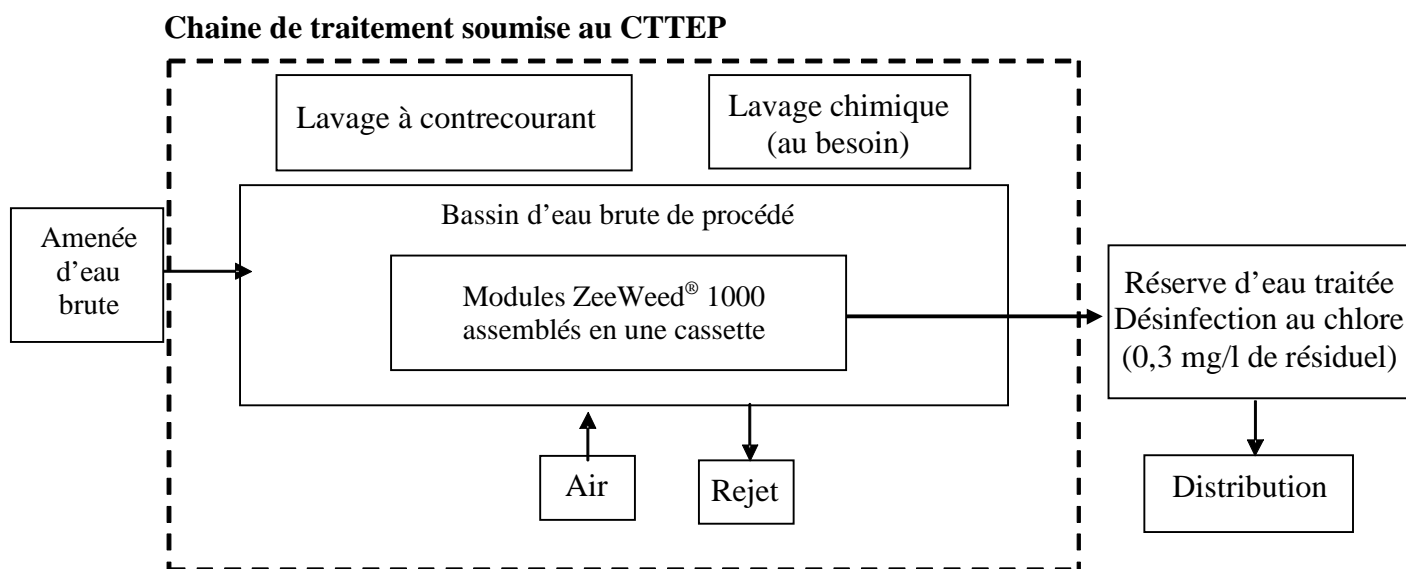 Chaine de traitement soumise au CTTEP
Lavage à contrecourant
Lavage chimique
(au besoin)
Bassin d'eau brute de procédé
Amenée
d'eau
brute
Modules ZeeWeed® 1000
assemblés en une cassette
Réserve d'eau traitée
Désinfection au chlore
(0,3 mg/l de résiduel)
Air
Rejet
Distribution